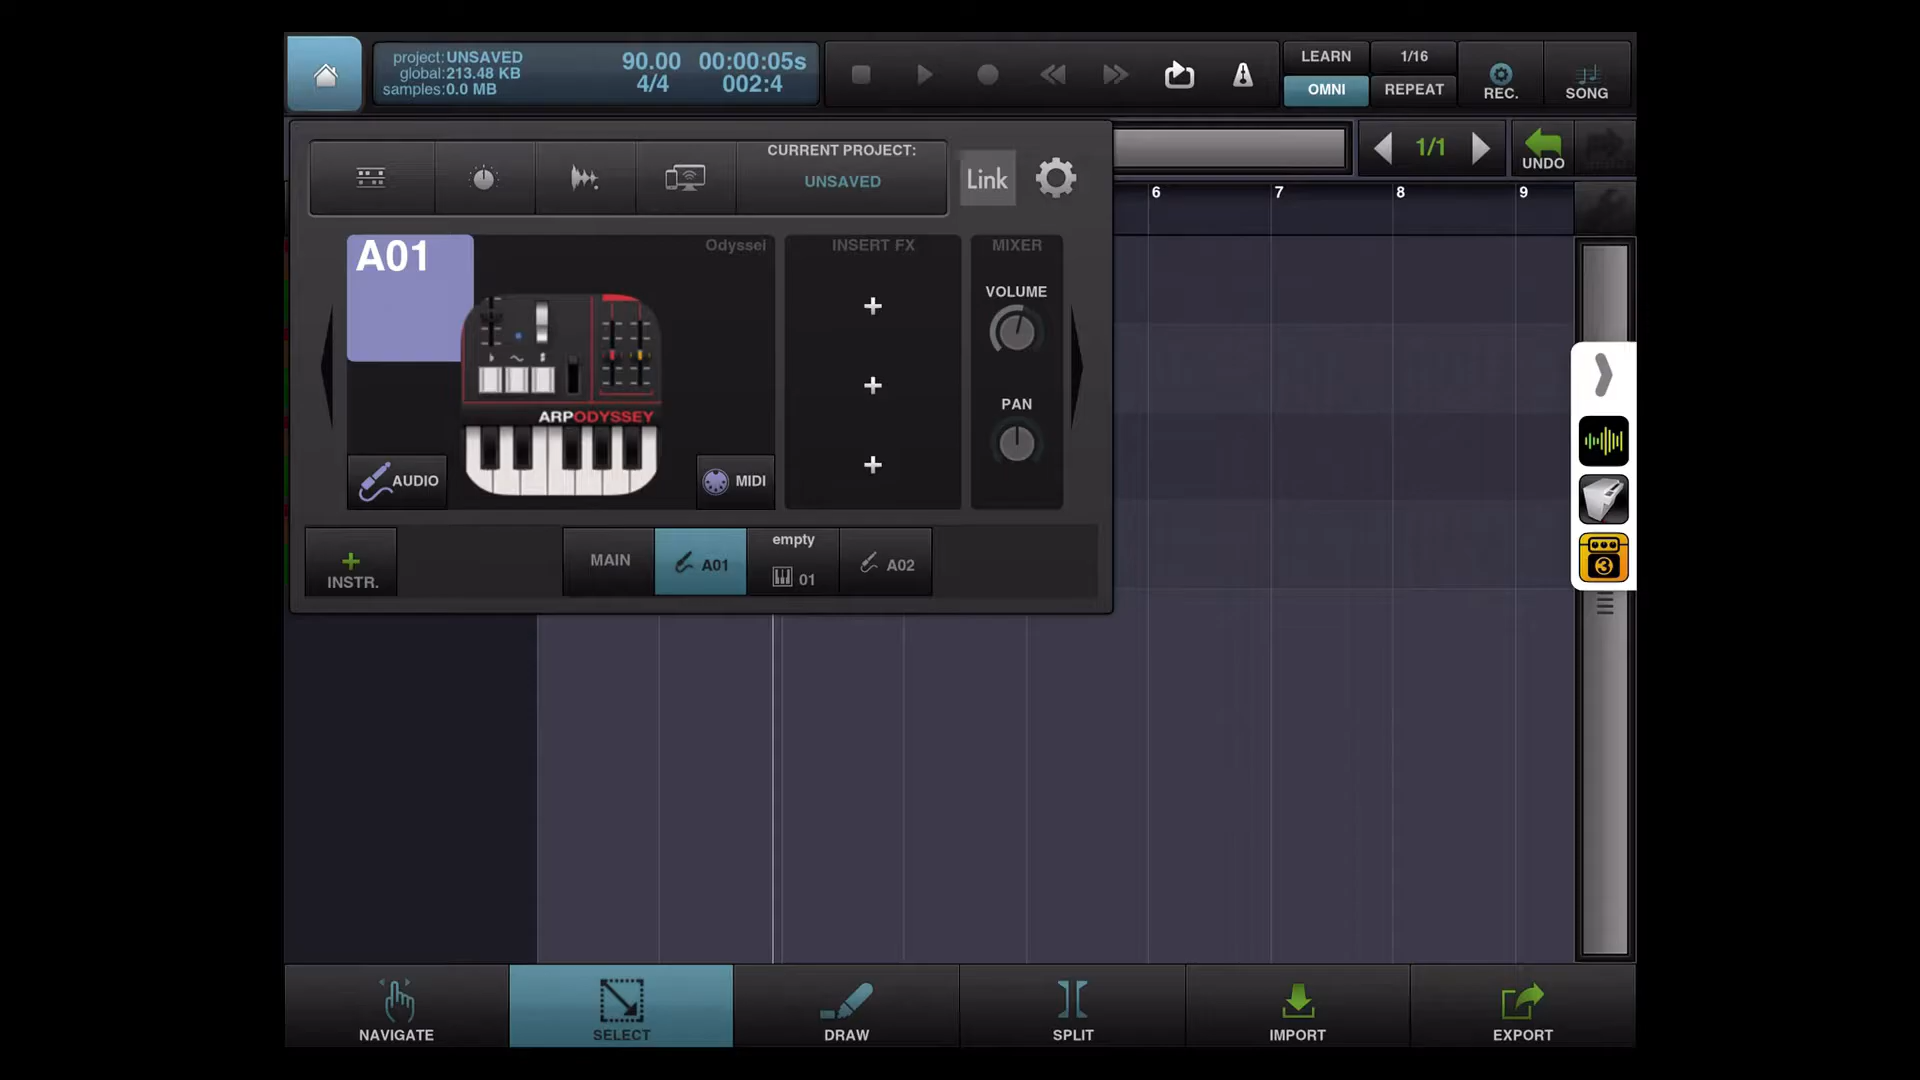 project:UNSAVED
global:213.48 KB
samples:0.0 MB
90.00
4/4
00:00:05s
002:4
LEARN
OMNI
1/16
REPEAT
REC.
SONG
CURRENT PROJECT:
UNSAVED
Link
1/1
UNDO
6
7
8
9
A01
Odyssei
INSERT FX
MIXER
+
+
+
VOLUME
PAN
ARPODYSSEY
AUDIO
MIDI
+
INSTR.
MAIN
A01
empty
01
A02
3
NAVIGATE
SELECT
DRAW
SPLIT
IMPORT
EXPORT